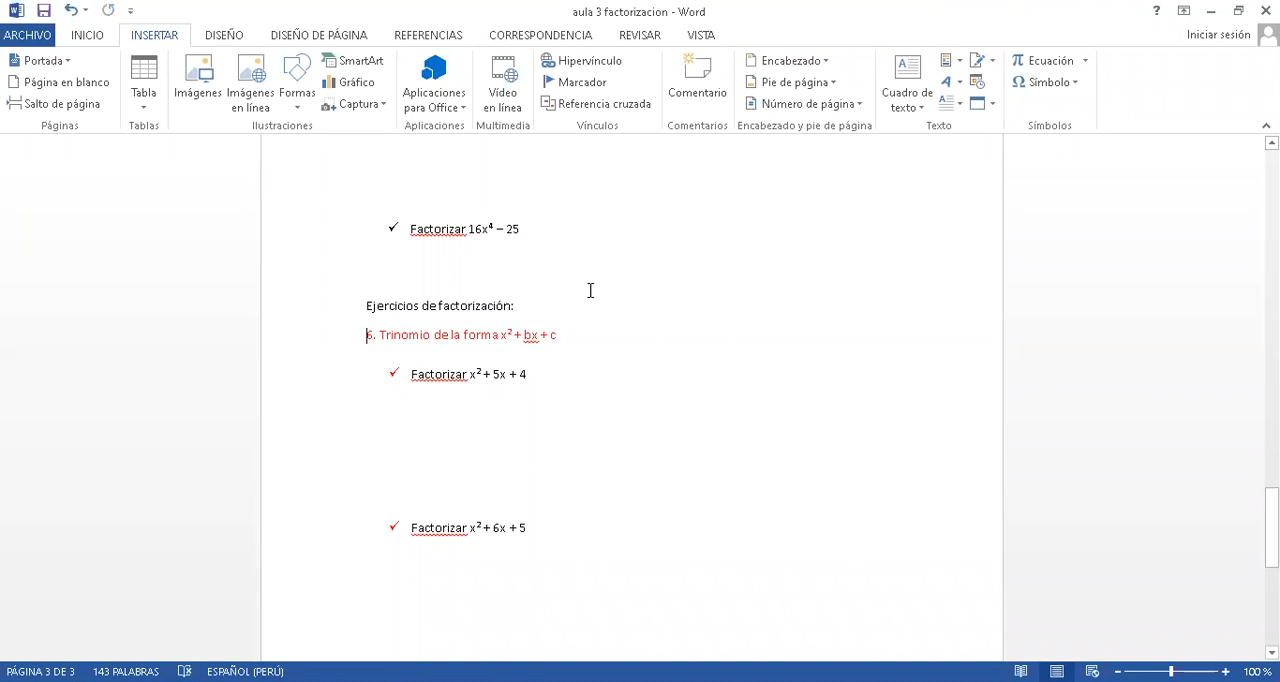 aula 3 factorizacion - Word
ARCHIVO INICIO INSERTAR DISEÑO DISEÑO DE PÁGINA REFERENCIAS CORRESPONDENCIA REVISAR VISTA Iniciar sesión
Portada
Página en blanco
Salto de página
Páginas
Tabla
Tablas
Imágenes
Imágenes en línea
Formas
SmartArt
Gráfico
Captura
Ilustraciones
Aplicaciones para Office
Aplicaciones
Vídeo en línea
Multimedia
Hipervínculo
Marcador
Referencia cruzada
Vínculos
Comentario
Comentarios
Encabezado
Pie de página
Número de página
Encabezado y pie de página
Cuadro de texto
Texto
π Ecuación
Ω Símbolo
Símbolos
✓ Factorizar 16x⁴ – 25
Ejercicios de factorización:
6. Trinomio de la forma x² + bx + c
✓ Factorizar x² + 5x + 4
✓ Factorizar x² + 6x + 5
PÁGINA 3 DE 3 143 PALABRAS ESPAÑOL (PERÚ) 100 %